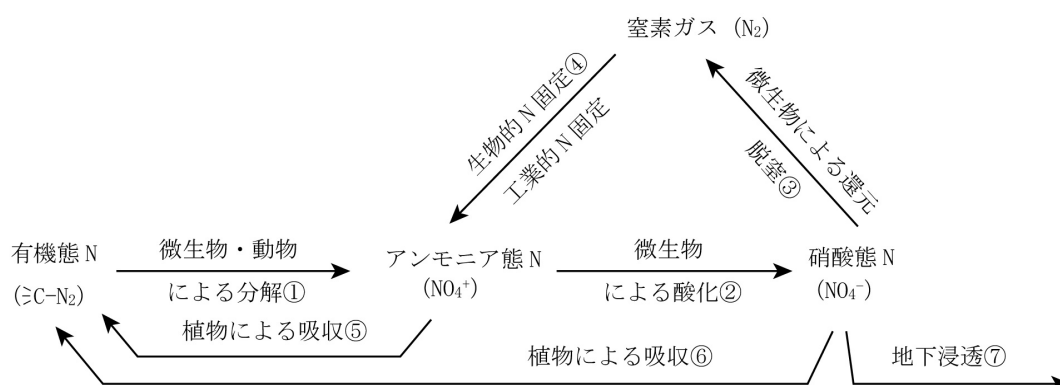 窒素ガス（N₂）
生物的N固定④
工業的N固定
微生物による還元
脱窒③
有機態N
(⩾C-N₂)
微生物・動物
による分解①
アンモニア態N
(NO₄⁺)
微生物
による酸化②
硝酸態N
(NO₄⁻)
植物による吸収⑤
植物による吸収⑥
地下浸透⑦